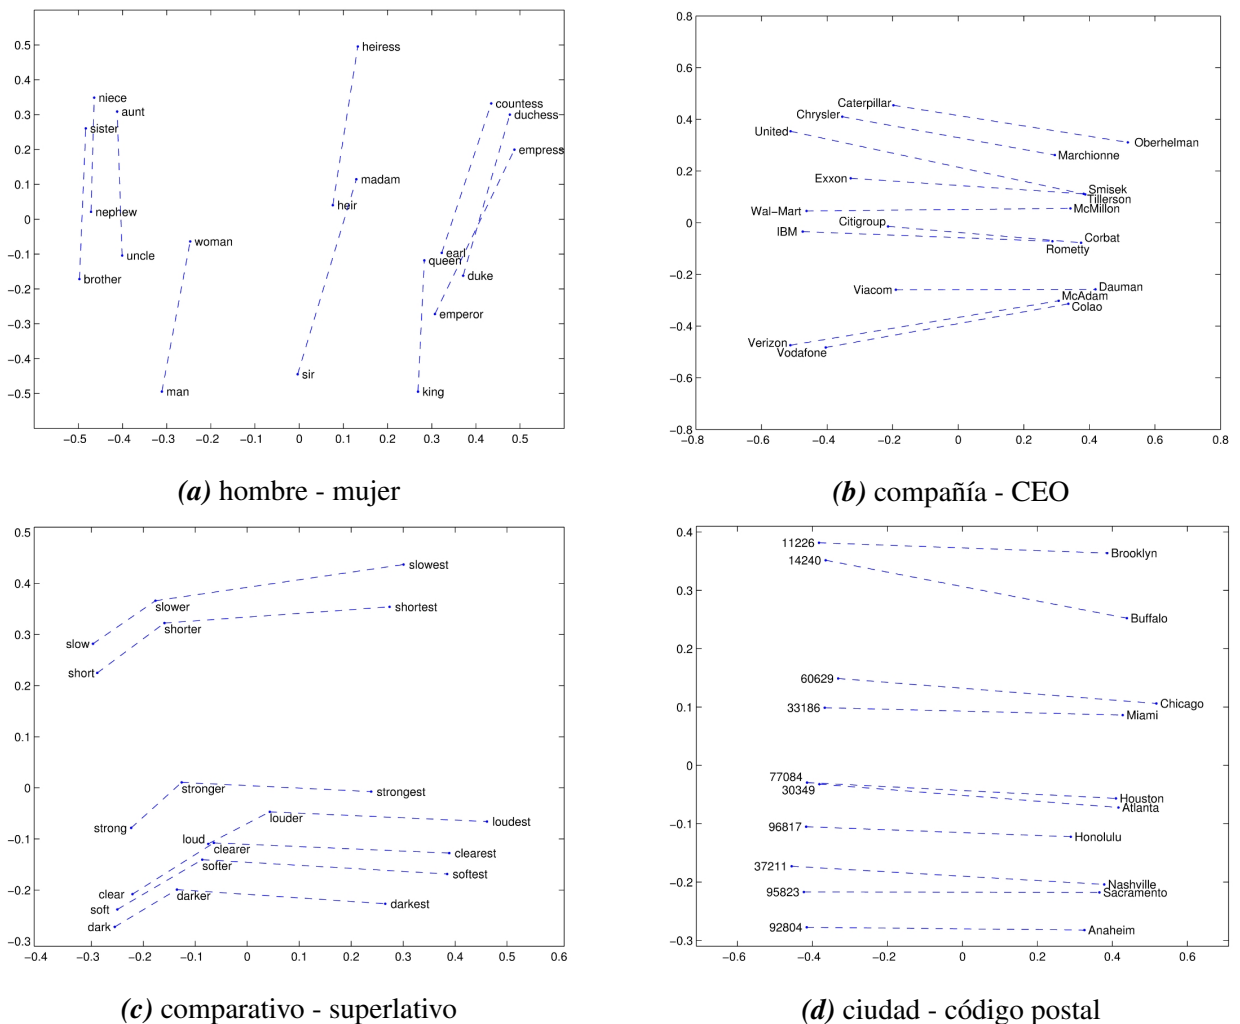 0.5
0.4
0.3
0.2
0.1
0
−0.1
−0.2
−0.3
−0.4
−0.5
−0.5 −0.4 −0.3 −0.2 −0.1 0 0.1 0.2 0.3 0.4 0.5
heiress
niece
aunt
countess
duchess
sister
empress
madam
heir
nephew
woman
uncle
earl
queen
brother
duke
emperor
sir
man
king
(a) hombre - mujer
0.8
0.6
0.4
0.2
0
−0.2
−0.4
−0.6
−0.8
−0.8 −0.6 −0.4 −0.2 0 0.2 0.4 0.6 0.8
Caterpillar
Chrysler
United
Oberhelman
Marchionne
Exxon
Smisek
Tillerson
Wal−Mart
McMillon
Citigroup
IBM
Corbat
Rometty
Viacom
Dauman
McAdam
Colao
Verizon
Vodafone
(b) compañía - CEO
0.5
0.4
0.3
0.2
0.1
0
−0.1
−0.2
−0.3
−0.4 −0.3 −0.2 −0.1 0 0.1 0.2 0.3 0.4 0.5 0.6
slowest
slower
shortest
shorter
slow
short
stronger
strongest
strong
louder
loudest
loud
clearer
clearest
softer
softest
clear
darker
darkest
soft
dark
(c) comparativo - superlativo
0.4
0.3
0.2
0.1
0
−0.1
−0.2
−0.3
−0.6 −0.4 −0.2 0 0.2 0.4 0.6
11226
Brooklyn
14240
Buffalo
60629
Chicago
33186
Miami
77084
30349
Houston
Atlanta
96817
Honolulu
37211
Nashville
95823
Sacramento
92804
Anaheim
(d) ciudad - código postal